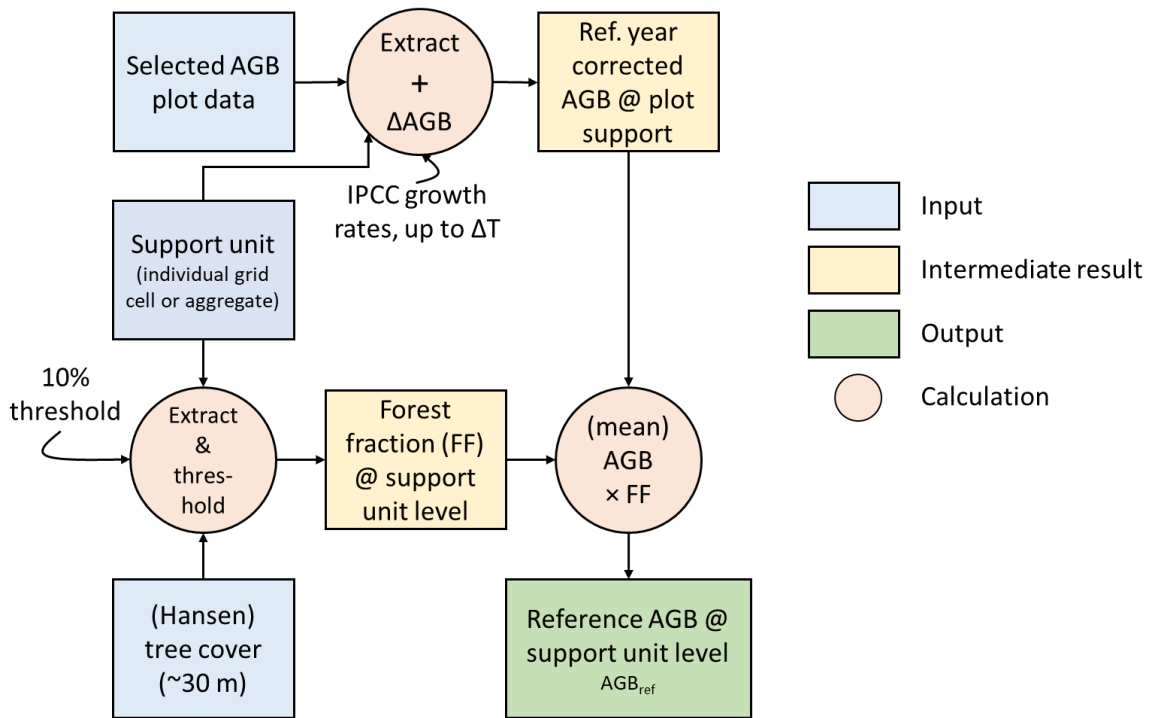 Selected AGB
plot data
Extract
+
ΔAGB
Ref. year
corrected
AGB @ plot
support
IPCC growth
rates, up to ΔT
Support unit
(individual grid
cell or aggregate)
10%
threshold
Extract
&
thres-
hold
Forest
fraction (FF)
@ support
unit level
(mean)
AGB
× FF
(Hansen)
tree cover
(~30 m)
Reference AGB @
support unit level
AGBref
Input
Intermediate result
Output
Calculation